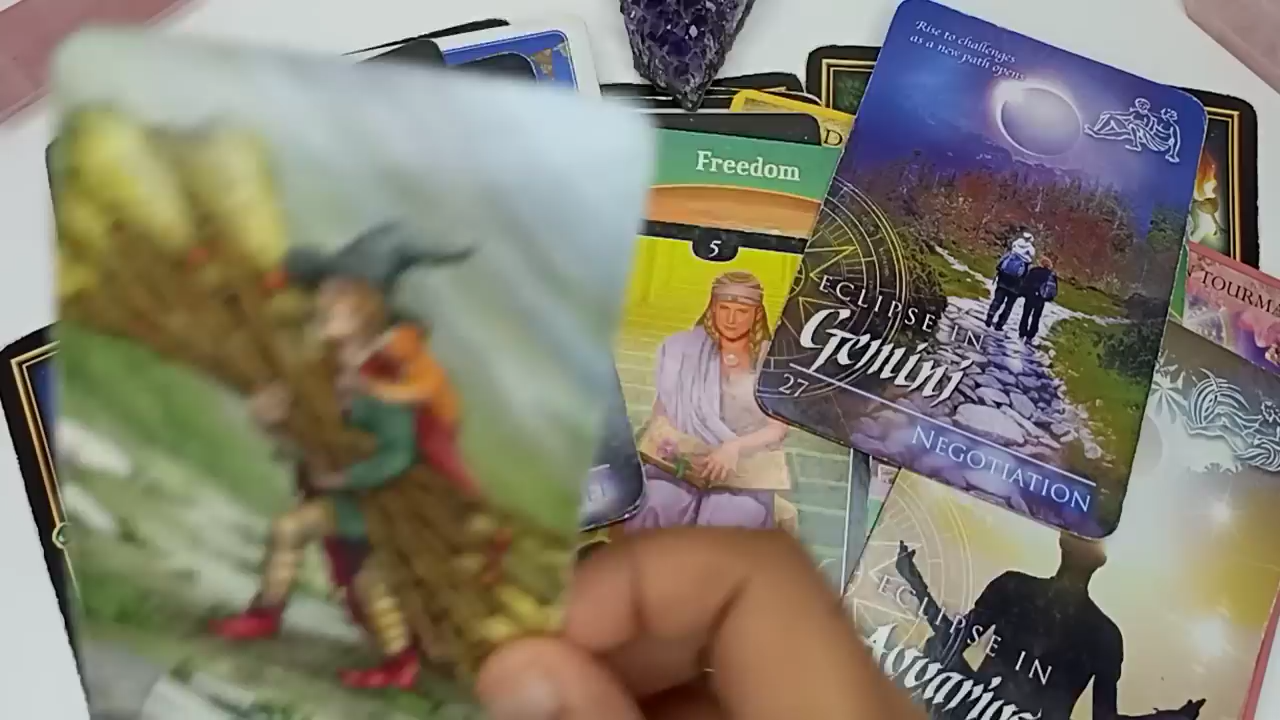 Rise to challenges
as a new path opens
D
Freedom
5
TOURMA
ECLIPSE IN
Gemini
27
NEGOTIATION
ECLIPSE IN
Aquarius